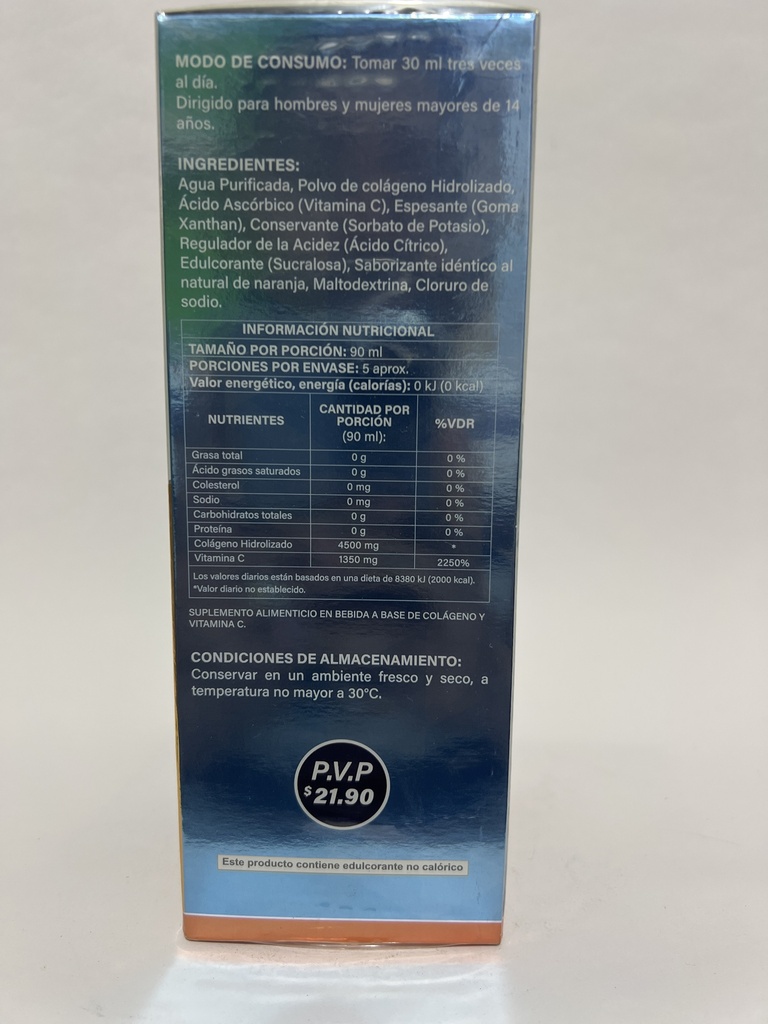 MODO DE CONSUMO: Tomar 30 ml tres veces
al día.
Dirigido para hombres y mujeres mayores de 14
años.
INGREDIENTES:
Agua Purificada, Polvo de colágeno Hidrolizado,
Ácido Ascórbico (Vitamina C), Espesante (Goma
Xanthan), Conservante (Sorbato de Potasio),
Regulador de la Acidez (Ácido Cítrico),
Edulcorante (Sucralosa), Saborizante idéntico al
natural de naranja, Maltodextrina, Cloruro de
sodio.
INFORMACIÓN NUTRICIONAL
TAMAÑO POR PORCIÓN: 90 ml
PORCIONES POR ENVASE: 5 aprox.
Valor energético, energía (calorías): 0 kJ (0 kcal)
NUTRIENTES CANTIDAD POR PORCIÓN (90 ml): %VDR
Grasa total 0 g 0 %
Ácido grasos saturados 0 g 0 %
Colesterol 0 mg 0 %
Sodio 0 mg 0 %
Carbohidratos totales 0 g 0 %
Proteína 0 g 0 %
Colágeno Hidrolizado 4500 mg *
Vitamina C 1350 mg 2250%
Los valores diarios están basados en una dieta de 8380 kJ (2000 kcal).
*Valor diario no establecido.
SUPLEMENTO ALIMENTICIO EN BEBIDA A BASE DE COLÁGENO Y
VITAMINA C.
CONDICIONES DE ALMACENAMIENTO:
Conservar en un ambiente fresco y seco, a
temperatura no mayor a 30°C.
P.V.P
$21.90
Este producto contiene edulcorante no calórico